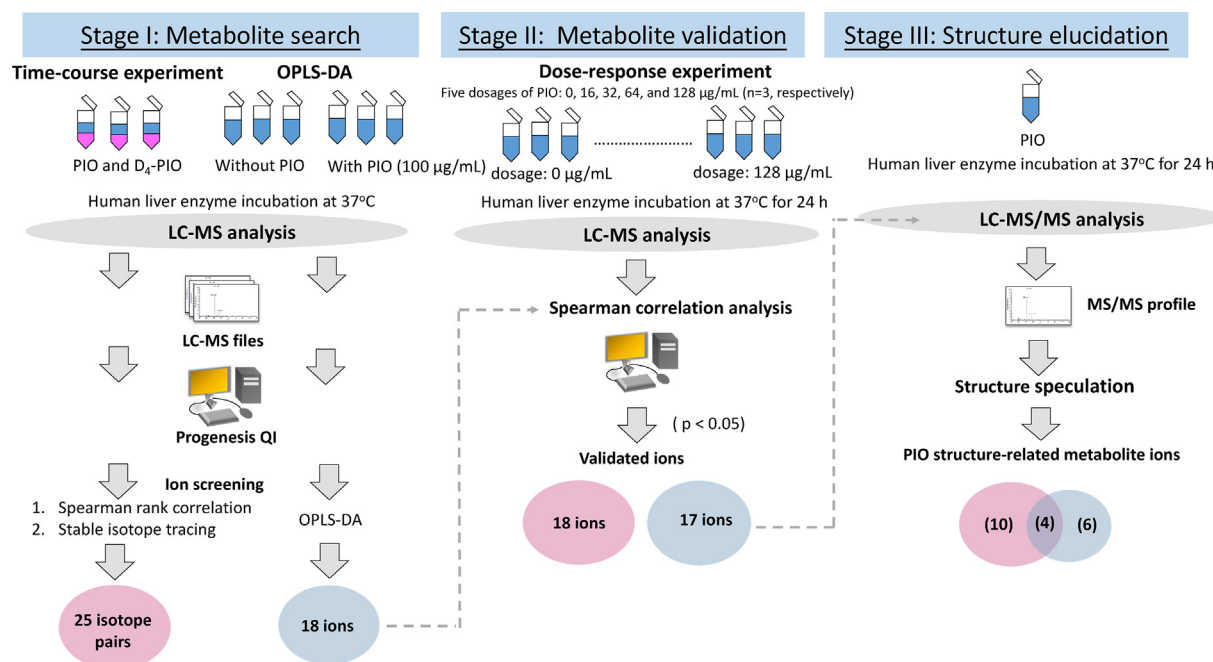 Stage I: Metabolite search
Time-course experiment
OPLS-DA
PIO and D₄-PIO
Without PIO
With PIO (100 µg/mL)
Human liver enzyme incubation at 37°C
LC-MS analysis
LC-MS files
Progenesis QI
Ion screening
1. Spearman rank correlation
2. Stable isotope tracing
OPLS-DA
25 isotope
pairs
18 ions
Stage II: Metabolite validation
Dose-response experiment
Five dosages of PIO: 0, 16, 32, 64, and 128 µg/mL (n=3, respectively)
dosage: 0 µg/mL
dosage: 128 µg/mL
Human liver enzyme incubation at 37°C for 24 h
LC-MS analysis
Spearman correlation analysis
( p < 0.05)
Validated ions
18 ions
17 ions
Stage III: Structure elucidation
PIO
Human liver enzyme incubation at 37°C for 24 h
LC-MS/MS analysis
MS/MS profile
Structure speculation
PIO structure-related metabolite ions
(10)
(4)
(6)